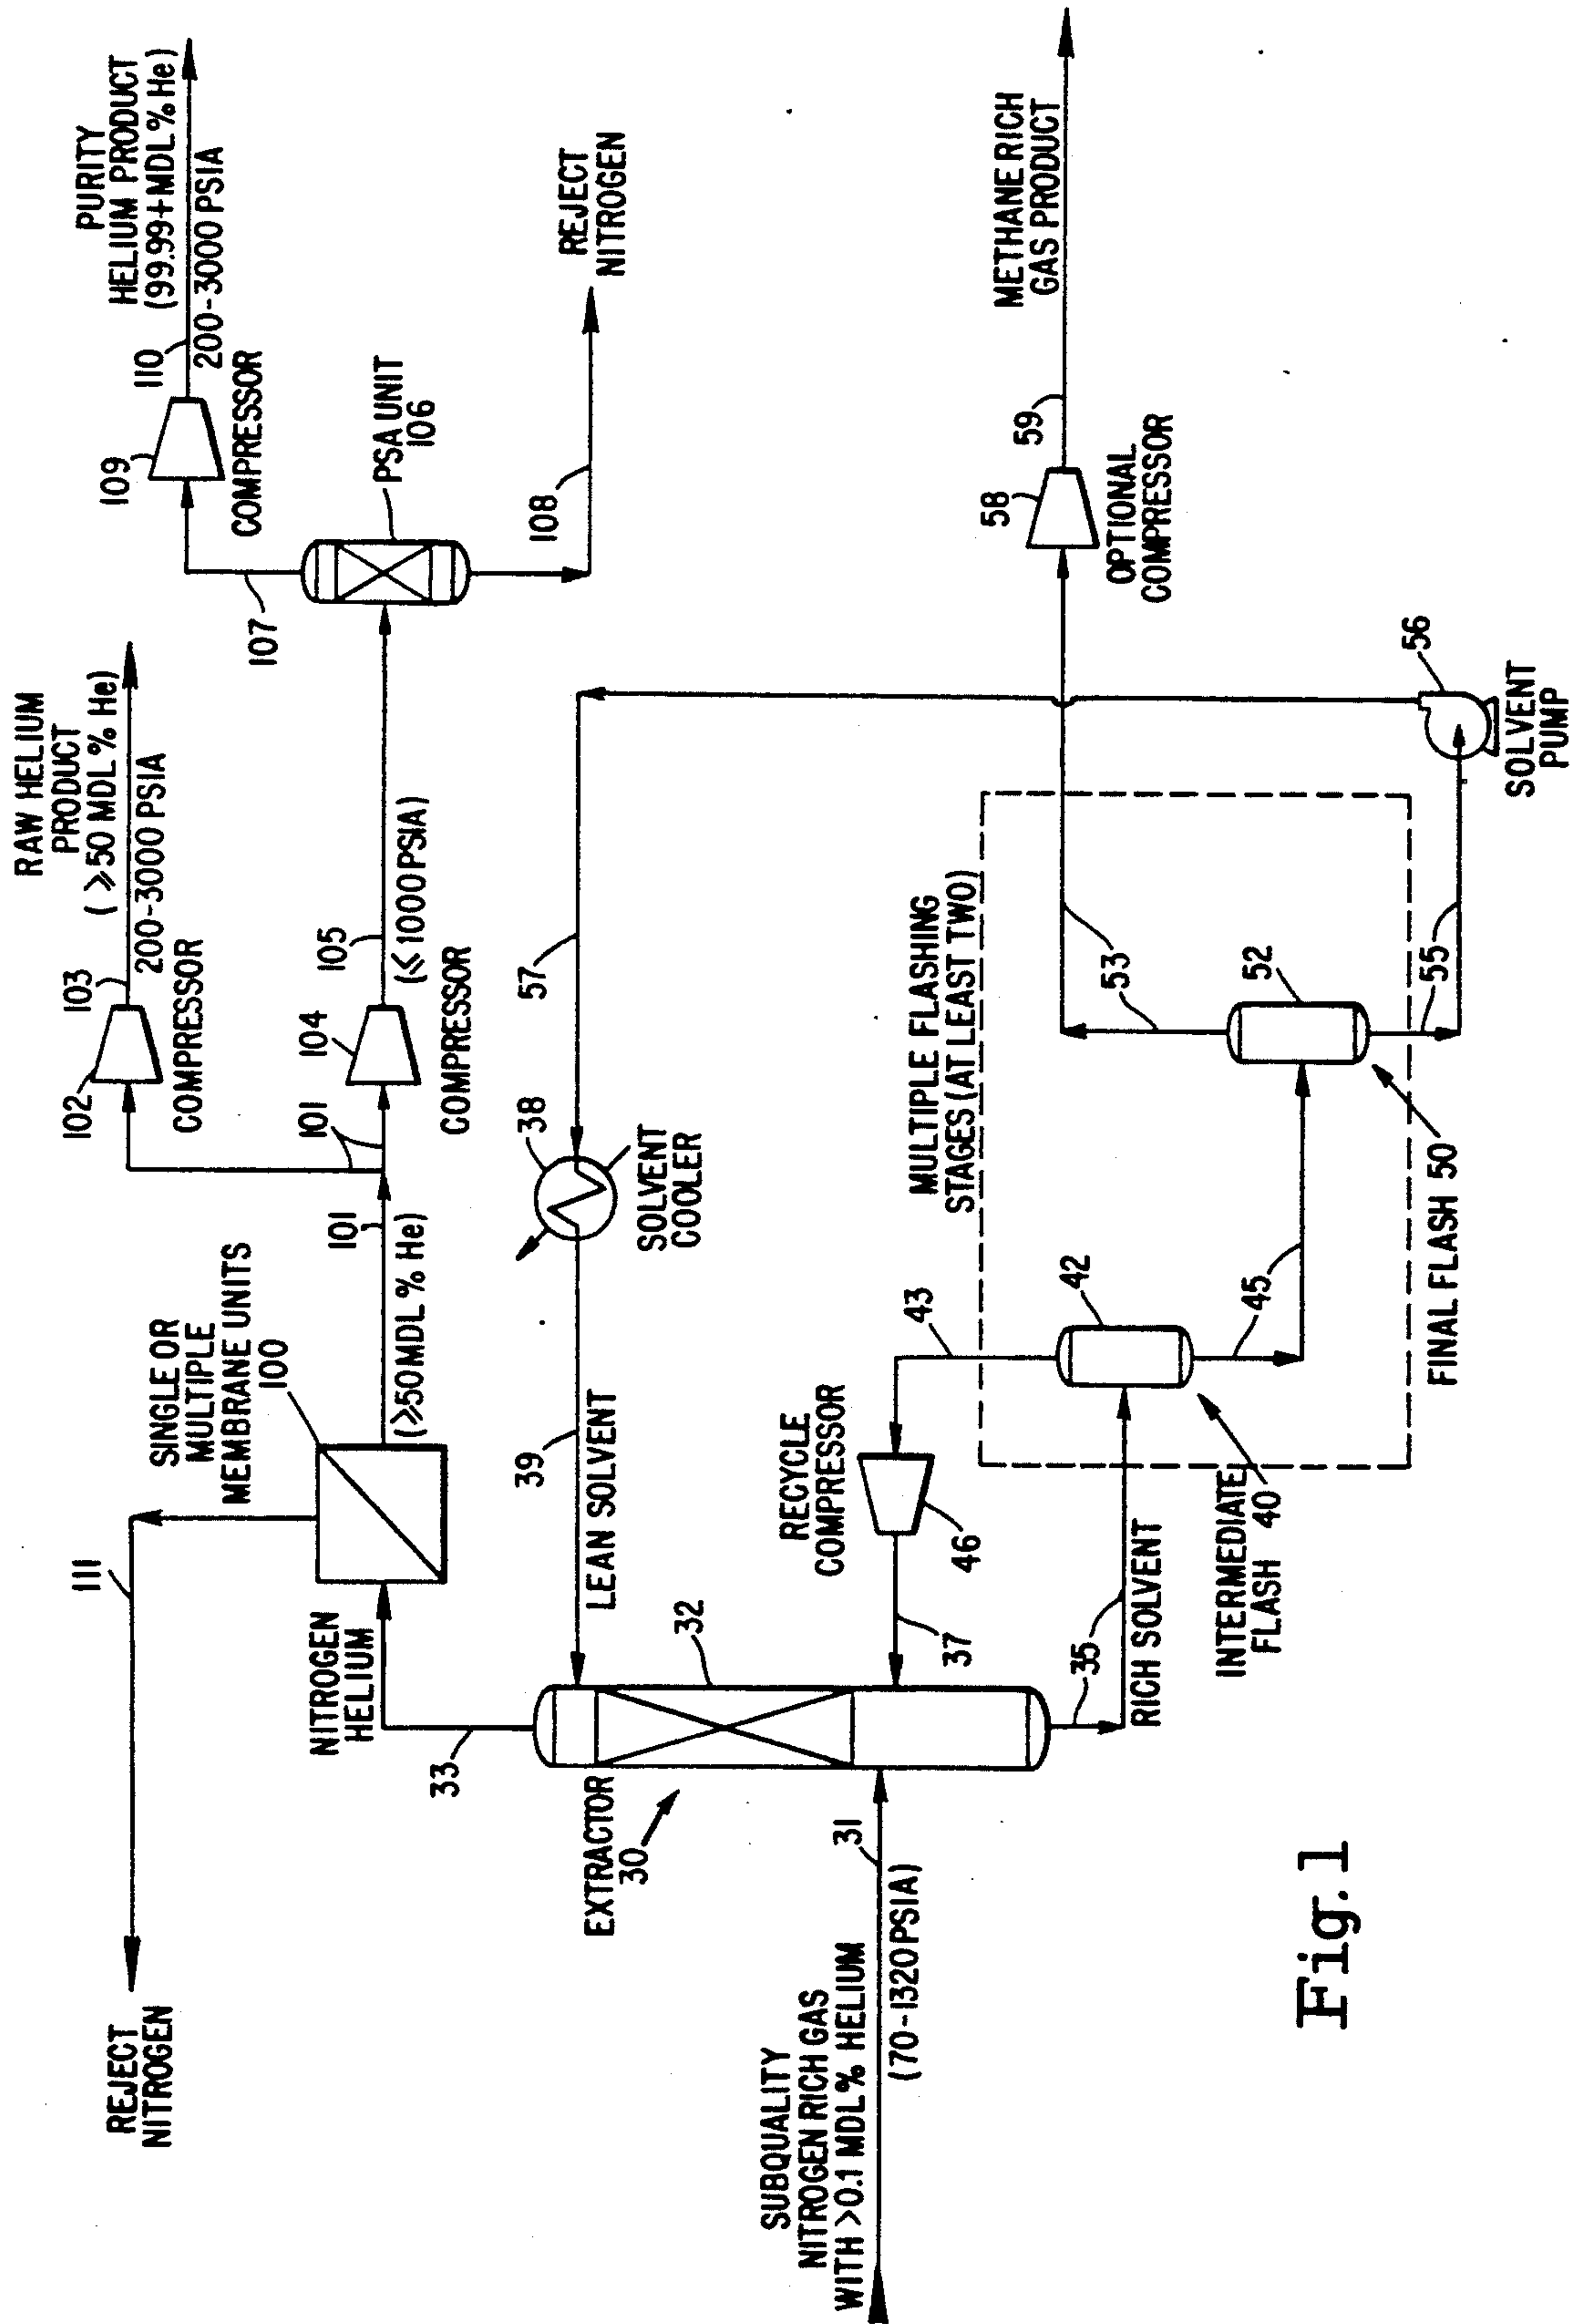 REJECT
NITROGEN
111
SINGLE OR
MULTIPLE
MEMBRANE UNITS
100
NITROGEN
HELIUM
33
101
(≥50 MDL % He)
101
102
COMPRESSOR
103
RAW HELIUM
PRODUCT
(≥50 MDL % He)
200-3000 PSIA
104
COMPRESSOR
105
(≤1000 PSIA)
PSA UNIT
106
107
108
REJECT
NITROGEN
109
COMPRESSOR
110
PURITY
HELIUM PRODUCT
(99.99+MDL % He)
200-3000 PSIA
EXTRACTOR
30
32
SUBQUALITY
NITROGEN RICH GAS
WITH >0.1 MDL % HELIUM
31
(70-1320 PSIA)
39
LEAN SOLVENT
38
SOLVENT
COOLER
57
RECYCLE
COMPRESSOR
46
37
35
RICH SOLVENT
43
42
45
INTERMEDIATE
FLASH 40
MULTIPLE FLASHING
STAGES (AT LEAST TWO)
53
52
55
FINAL FLASH 50
56
SOLVENT
PUMP
58
OPTIONAL
COMPRESSOR
59
METHANE RICH
GAS PRODUCT
Fig.1